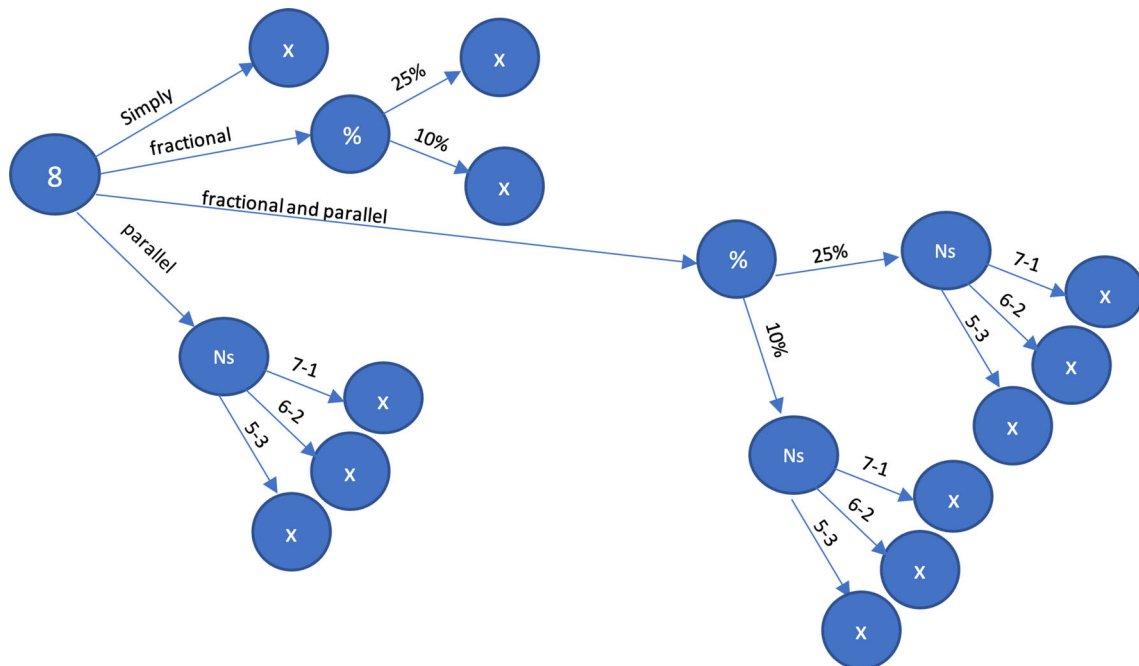 8
Simply
x
fractional
%
25%
x
10%
x
fractional and parallel
%
25%
Ns
7-1
x
6-2
x
5-3
x
10%
Ns
7-1
x
6-2
x
5-3
x
parallel
Ns
7-1
x
6-2
x
5-3
x